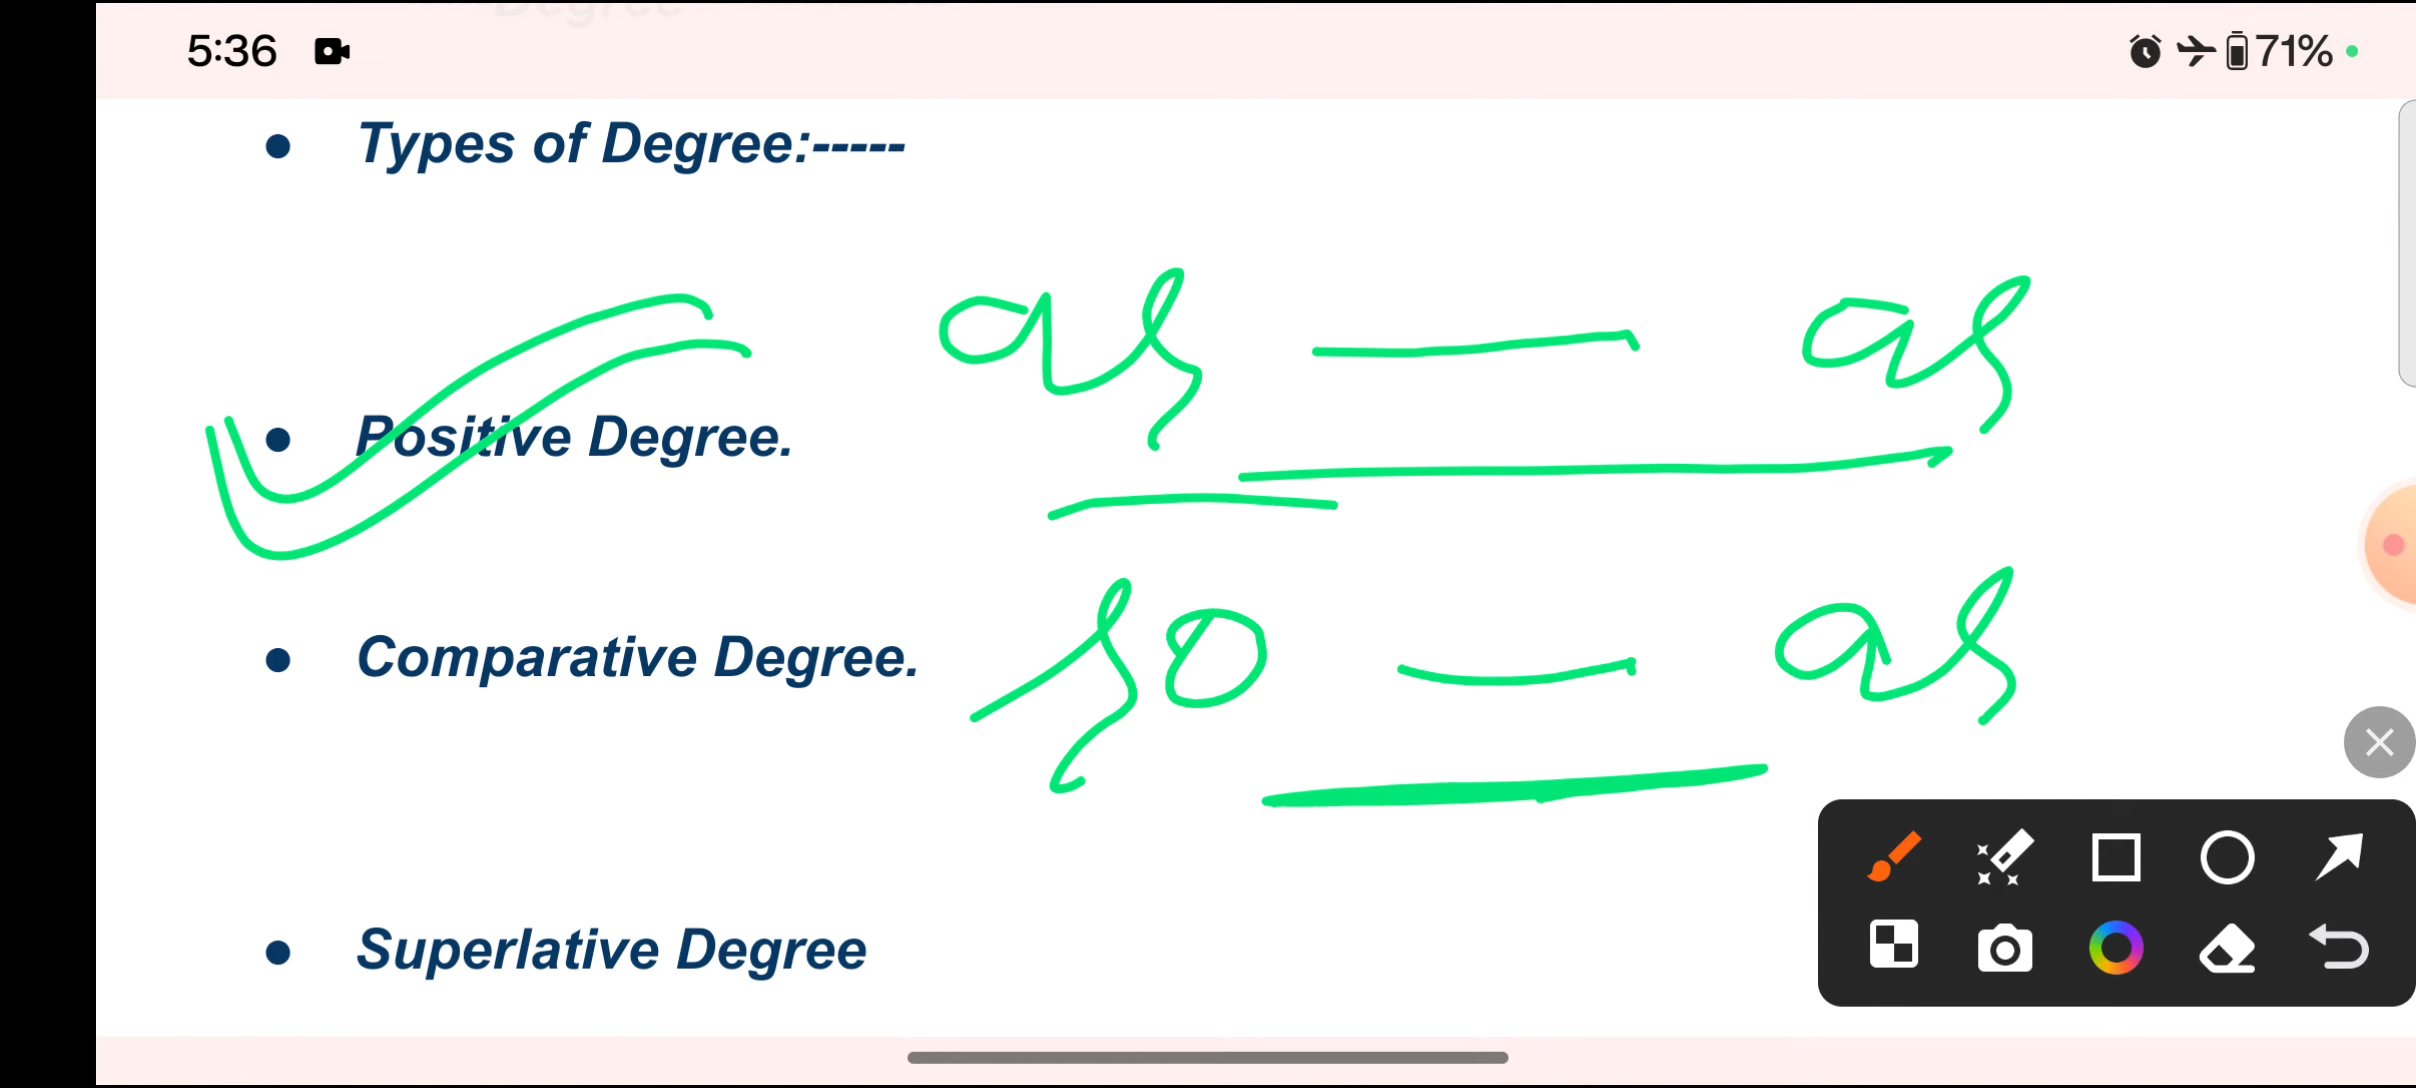 5:36 71%
Types of Degree:-----
as — as
Positive Degree.
Comparative Degree. so — as
Superlative Degree